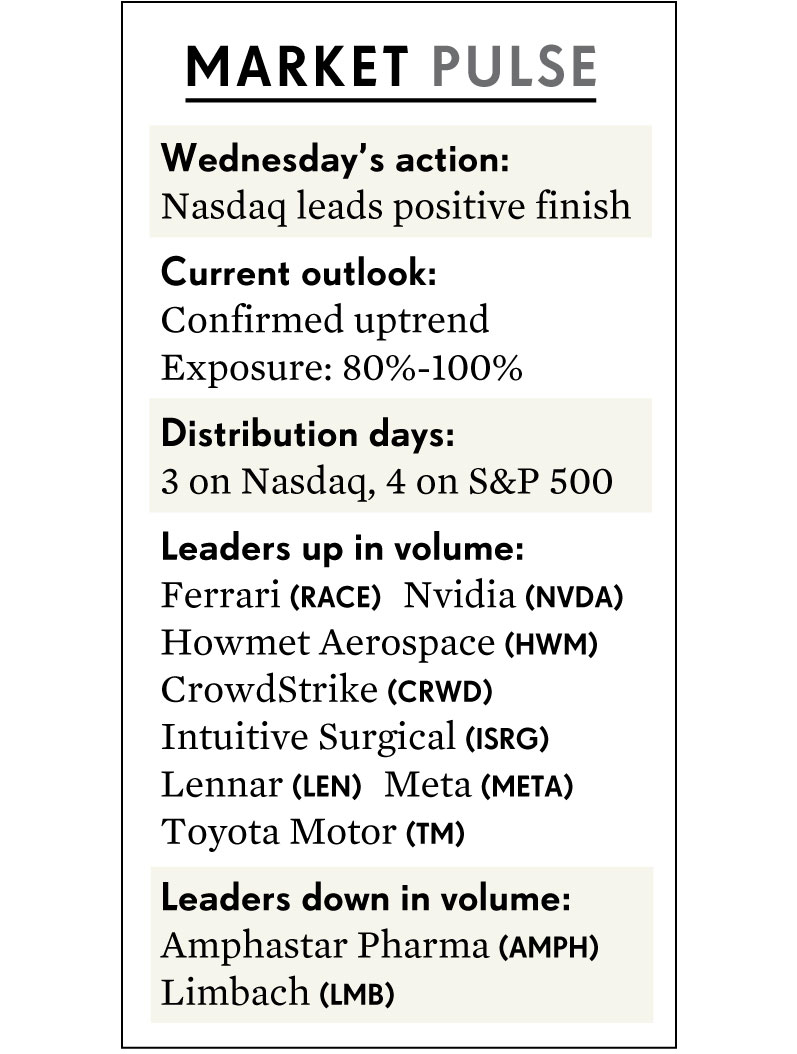 MARKET PULSE
Wednesday's action:
Nasdaq leads positive finish
Current outlook:
Confirmed uptrend
Exposure: 80%-100%
Distribution days:
3 on Nasdaq, 4 on S&P 500
Leaders up in volume:
Ferrari (RACE) Nvidia (NVDA)
Howmet Aerospace (HWM)
CrowdStrike (CRWD)
Intuitive Surgical (ISRG)
Lennar (LEN) Meta (META)
Toyota Motor (TM)
Leaders down in volume:
Amphastar Pharma (AMPH)
Limbach (LMB)